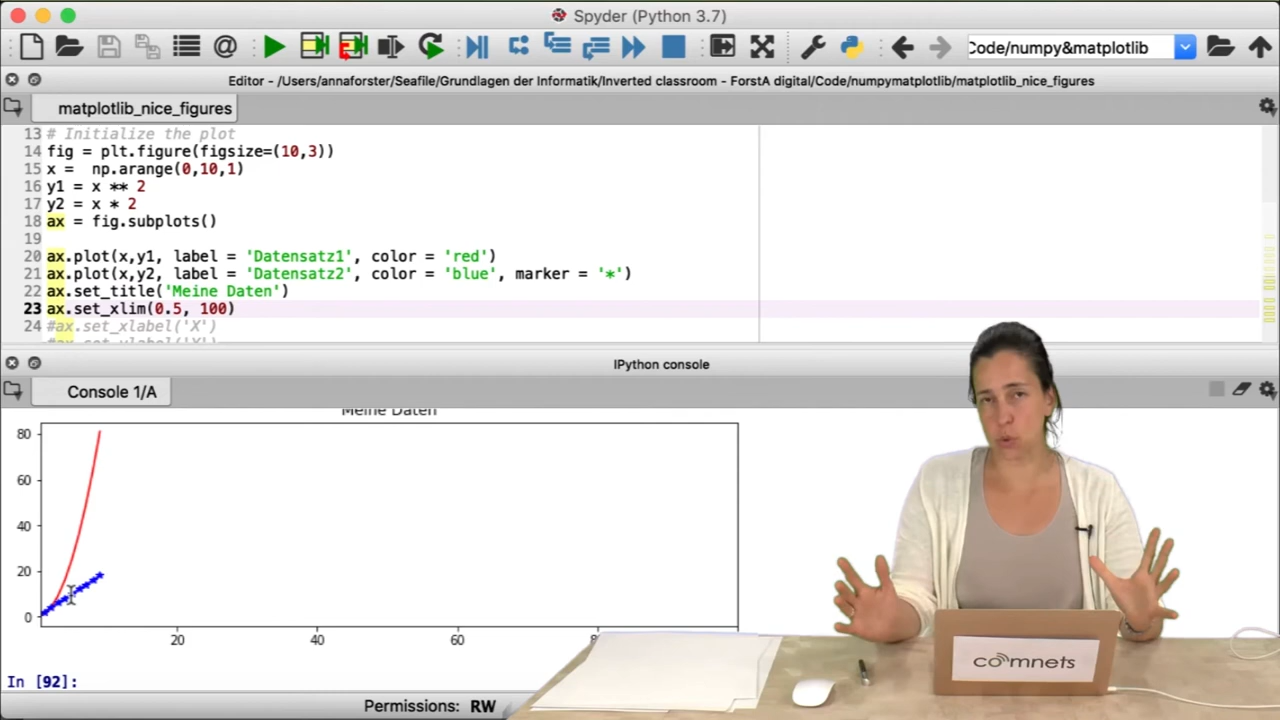 Spyder (Python 3.7)
Code/numpy&matplotlib
Editor - /Users/annaforster/Seafile/Grundlagen der Informatik/Inverted classroom - ForstA digital/Code/numpymatplotlib/matplotlib_nice_figures
matplotlib_nice_figures
13 # Initialize the plot
14 fig = plt.figure(figsize=(10,3))
15 x =  np.arange(0,10,1)
16 y1 = x ** 2
17 y2 = x * 2
18 ax = fig.subplots()
19
20 ax.plot(x,y1, label = 'Datensatz1', color = 'red')
21 ax.plot(x,y2, label = 'Datensatz2', color = 'blue', marker = '*')
22 ax.set_title('Meine Daten')
23 ax.set_xlim(0.5, 100)
24 #ax.set_xlabel('X')
#ax.set_ylabel('Y')
IPython console
Console 1/A
Meine Daten
80
60
40
20
0
20 40 60
In [92]:
Permissions: RW
comnets